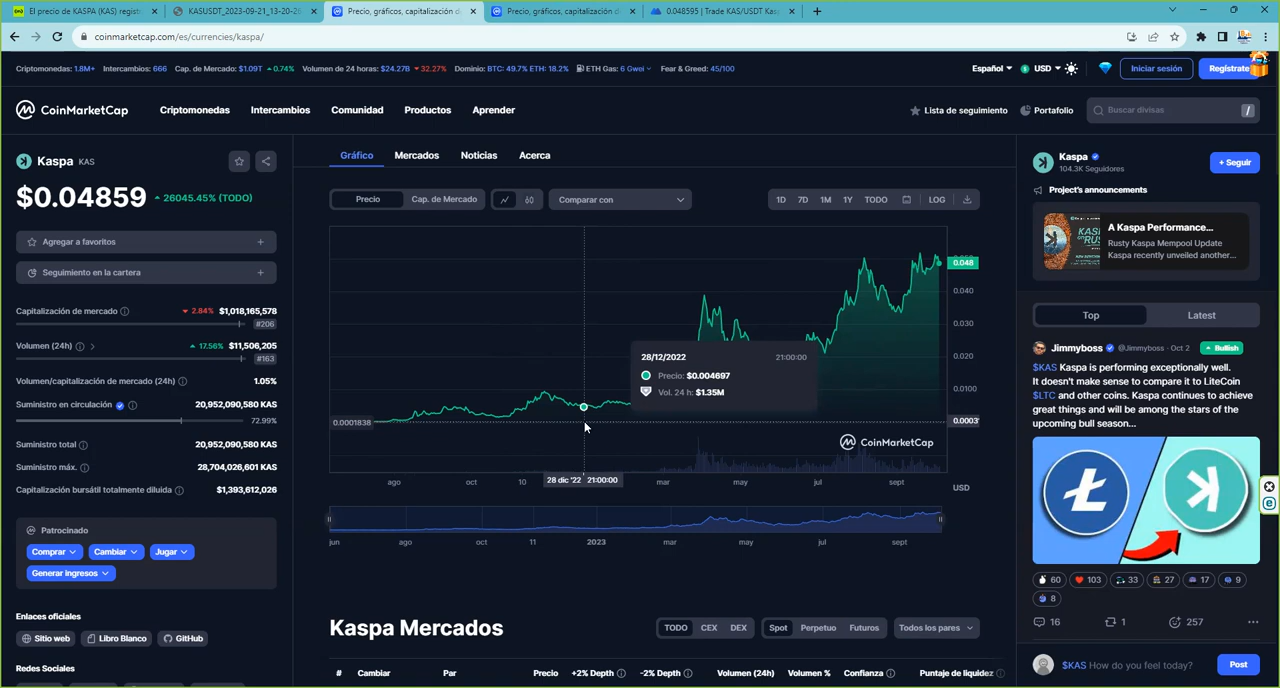 El precio de KASPA (KAS) regist
KASUSDT_2023-09-21_13-20-26
Precio, gráficos, capitalización d
Precio, gráficos, capitalización d
0.048595 | Trade KAS/USDT Kas
coinmarketcap.com/es/currencies/kaspa/
Criptomonedas: 1.8M+ Intercambios: 666 Cap. de Mercado: $1.09T 0.74% Volumen de 24 horas: $24.27B 32.27% Dominio: BTC: 49.7% ETH: 18.2% ETH Gas: 6 Gwei Fear & Greed: 45/100
Español USD Iniciar sesión Regístrate
CoinMarketCap Criptomonedas Intercambios Comunidad Productos Aprender
Lista de seguimiento Portafolio Buscar divisas /
Kaspa KAS
$0.04859 26045.45% (TODO)
Agregar a favoritos +
Seguimiento en la cartera +
Capitalización de mercado 2.84% $1,018,165,578
#206
Volumen (24h) 17.56% $11,506,205
#163
Volumen/capitalización de mercado (24h) 1.05%
Suministro en circulación 20,952,090,580 KAS
72.99%
Suministro total 20,952,090,580 KAS
Suministro máx. 28,704,026,601 KAS
Capitalización bursátil totalmente diluida $1,393,612,026
Patrocinado
Comprar Cambiar Jugar
Generar ingresos
Enlaces oficiales
Sitio web Libro Blanco GitHub
Redes Sociales
Gráfico Mercados Noticias Acerca
Precio Cap. de Mercado Comparar con 1D 7D 1M 1Y TODO LOG
0.048
0.040
0.030
0.020
0.0100
0.0001838
28/12/2022 21:00:00
Precio: $0.004697
Vol. 24 h: $1.35M
CoinMarketCap
ago oct 10 28 dic '22 21:00:00 mar may jul sept
USD
jun ago oct 11 2023 mar may jul sept
Kaspa Mercados
TODO CEX DEX Spot Perpetuo Futuros Todos los pares
# Cambiar Par Precio +2% Depth -2% Depth Volumen (24h) Volumen % Confianza Puntaje de liquidez
Kaspa
104.3K Seguidores
+ Seguir
Project's announcements
A Kaspa Performance...
Rusty Kaspa Mempool Update
Kaspa recently unveiled another...
Top Latest
Jimmyboss @Jimmyboss · Oct 2 Bullish
$KAS Kaspa is performing exceptionally well.
It doesn't make sense to compare it to LiteCoin
$LTC and other coins. Kaspa continues to achieve
great things and will be among the stars of the
upcoming bull season...
60 103 33 27 17 9
8
16 1 257
$KAS How do you feel today? Post